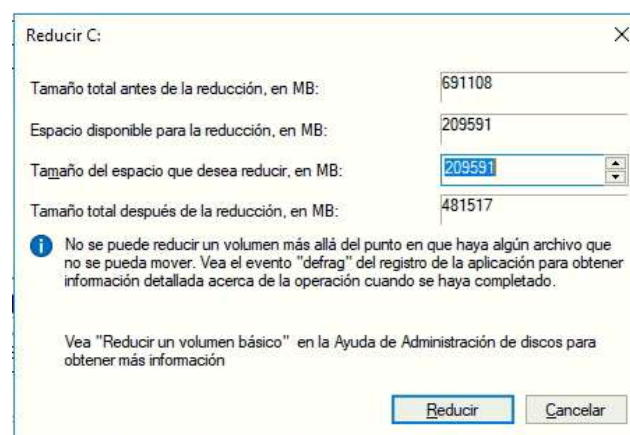 Reducir C:
Tamaño total antes de la reducción, en MB: 691108
Espacio disponible para la reducción, en MB: 209591
Tamaño del espacio que desea reducir, en MB: 209591
Tamaño total después de la reducción, en MB: 481517
No se puede reducir un volumen más allá del punto en que haya algún archivo que
no se pueda mover. Vea el evento "defrag" del registro de la aplicación para obtener
información detallada acerca de la operación cuando se haya completado.
Vea "Reducir un volumen básico" en la Ayuda de Administración de discos para
obtener más información
Reducir Cancelar